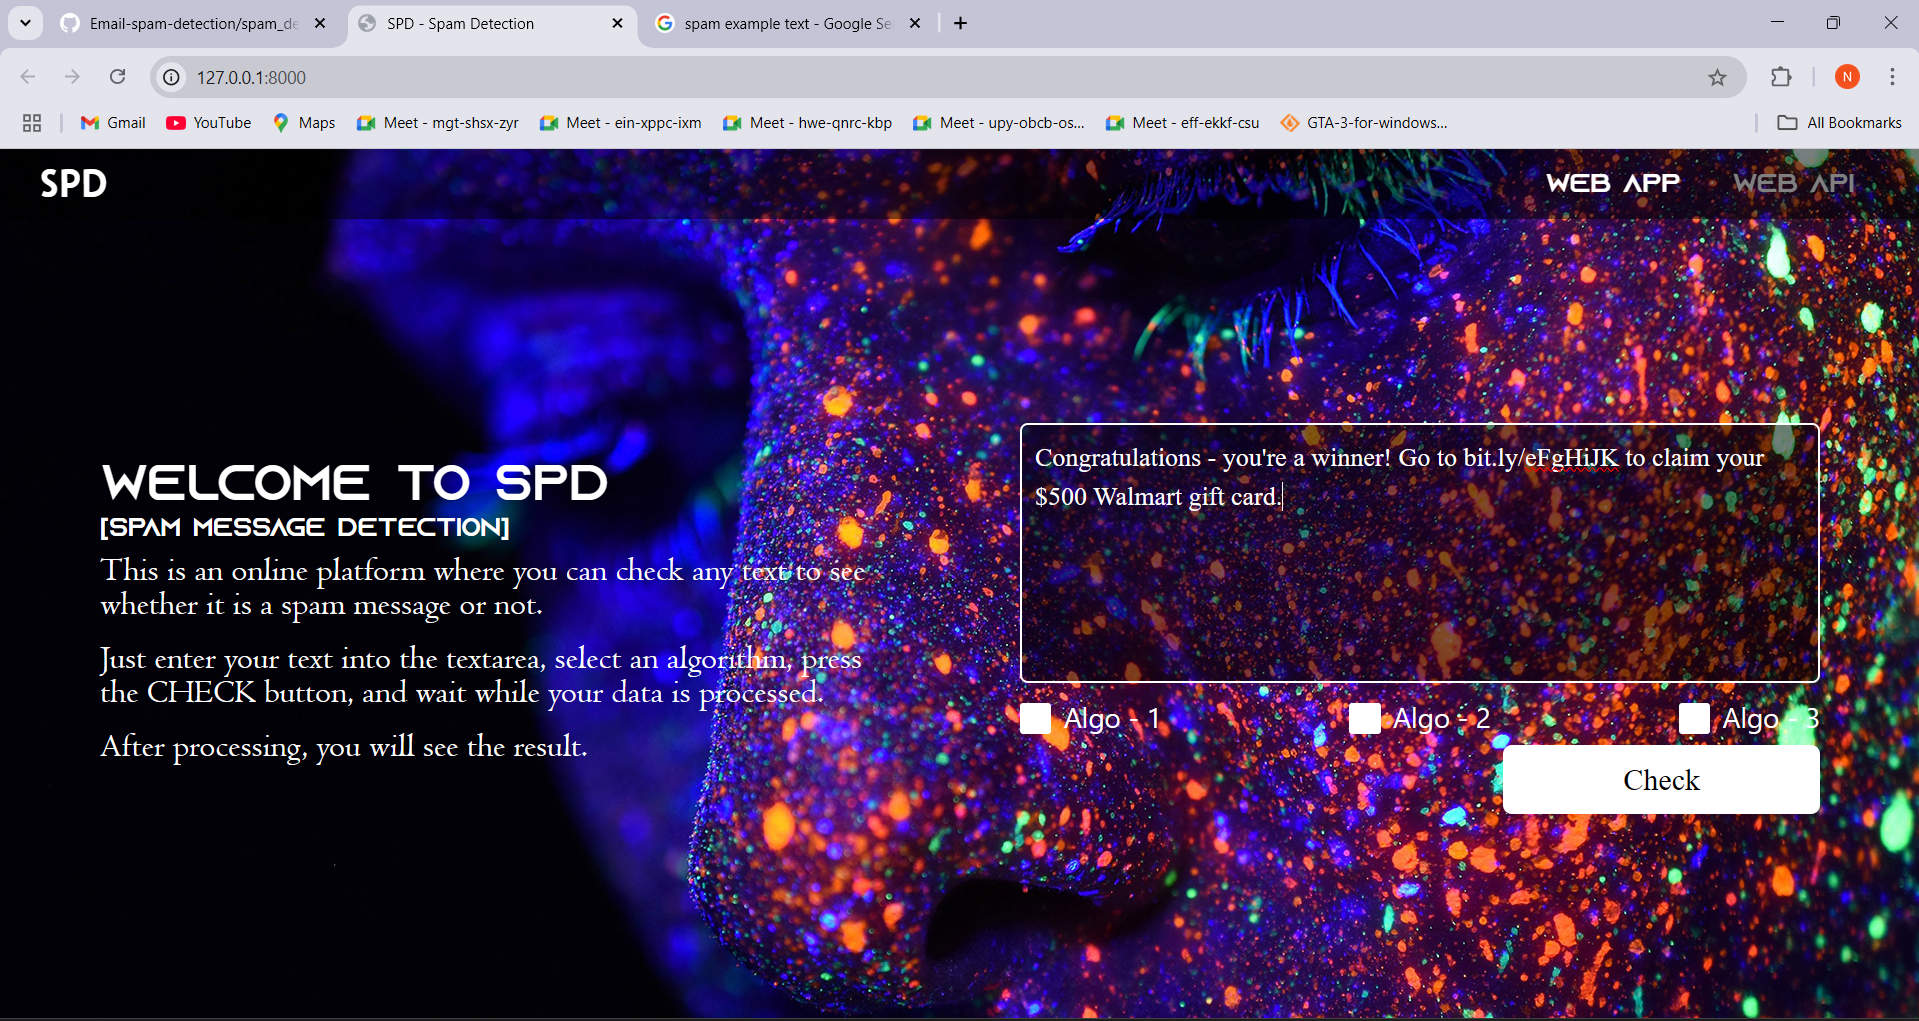 Email-spam-detection/spam_de
SPD - Spam Detection
spam example text - Google Se
127.0.0.1:8000
N
Gmail
YouTube
Maps
Meet - mgt-shsx-zyr
Meet - ein-xppc-ixm
Meet - hwe-qnrc-kbp
Meet - upy-obcb-os...
Meet - eff-ekkf-csu
GTA-3-for-windows...
All Bookmarks
SPD
WEB APP
WEB API
WELCOME TO SPD
[SPAM MESSAGE DETECTION]
This is an online platform where you can check any text to see
whether it is a spam message or not.
Just enter your text into the textarea, select an algorithm, press
the CHECK button, and wait while your data is processed.
After processing, you will see the result.
Congratulations - you're a winner! Go to bit.ly/eFgHiJK to claim your
$500 Walmart gift card.
Algo - 1
Algo - 2
Algo - 3
Check